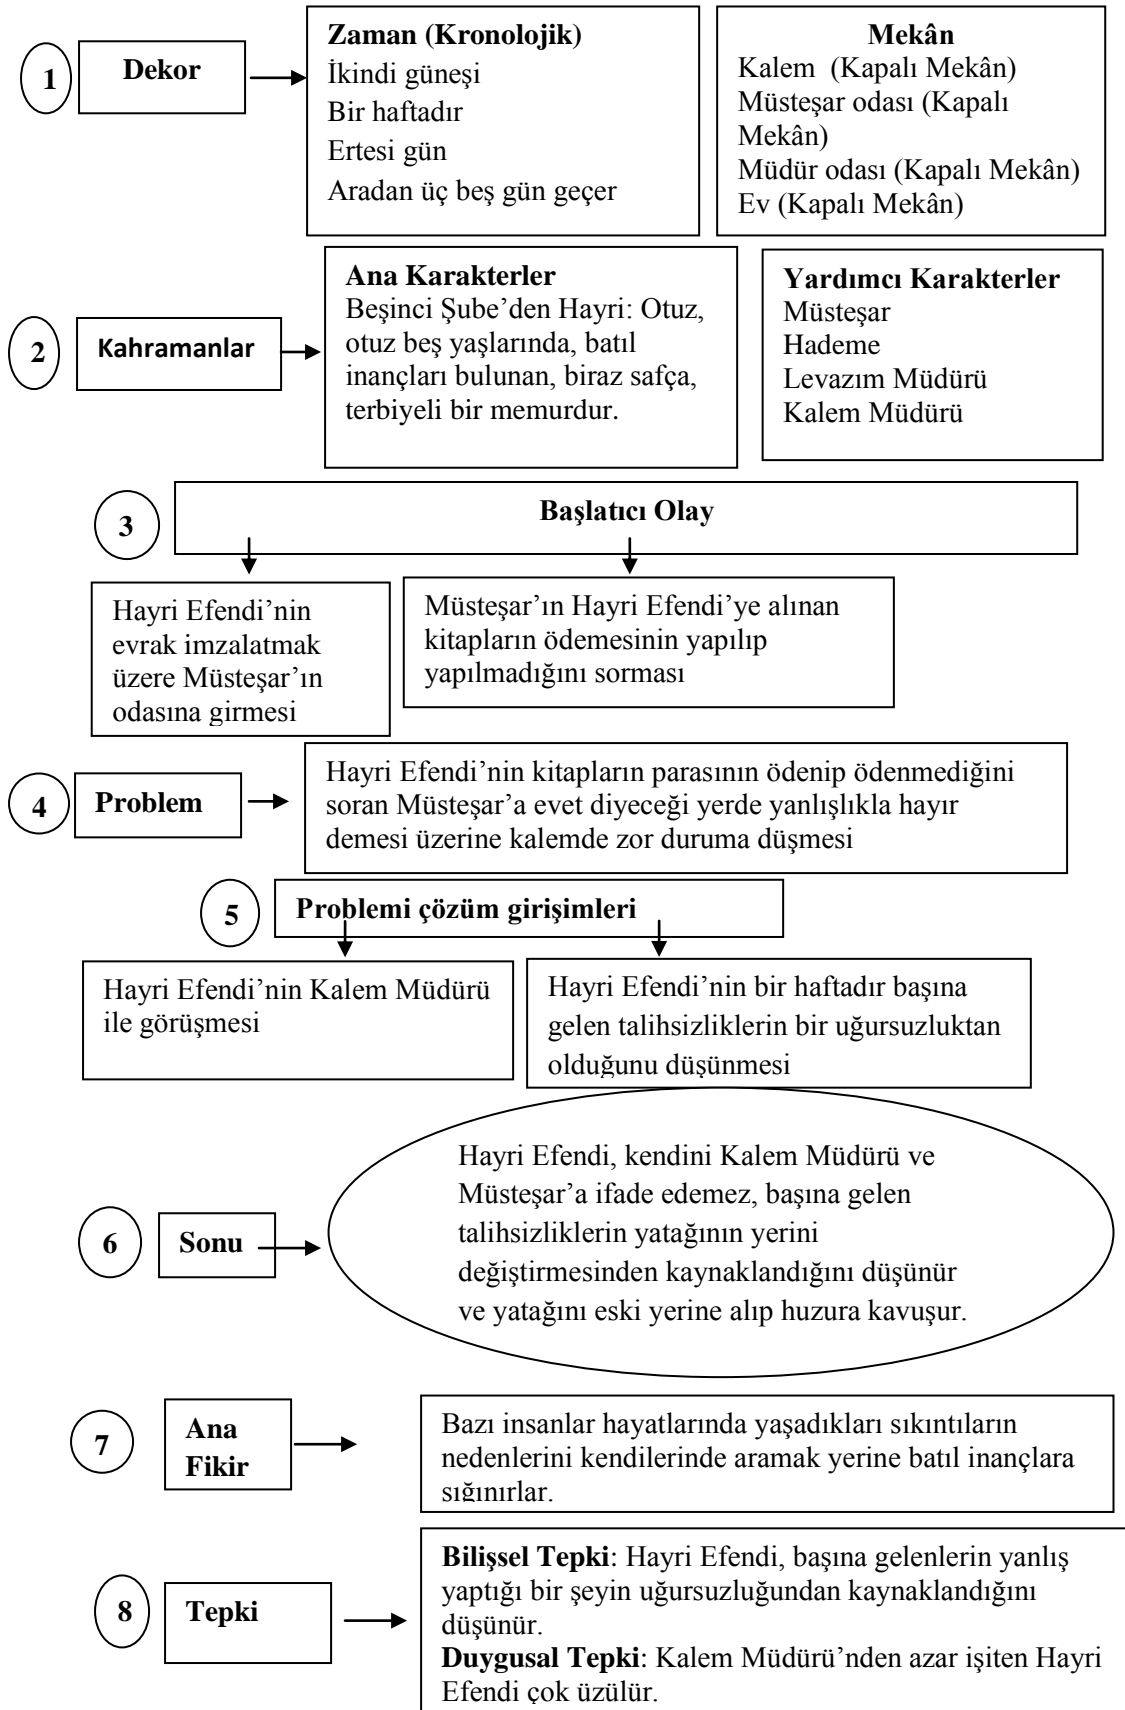 1
Dekor
Zaman (Kronolojik)
İkindi güneşi
Bir haftadır
Ertesi gün
Aradan üç beş gün geçer
Mekân
Kalem (Kapalı Mekân)
Müsteşar odası (Kapalı
Mekân)
Müdür odası (Kapalı Mekân)
Ev (Kapalı Mekân)
2
Kahramanlar
Ana Karakterler
Beşinci Şube’den Hayri: Otuz,
otuz beş yaşlarında, batıl
inançları bulunan, biraz safça,
terbiyeli bir memurdur.
Yardımcı Karakterler
Müsteşar
Hademe
Levazım Müdürü
Kalem Müdürü
3
Başlatıcı Olay
Hayri Efendi’nin
evrak imzalatmak
üzere Müsteşar’ın
odasına girmesi
Müsteşar’ın Hayri Efendi’ye alınan
kitapların ödemesinin yapılıp
yapılmadığını sorması
4
Problem
Hayri Efendi’nin kitapların parasının ödenip ödenmediğini
soran Müsteşar’a evet diyeceği yerde yanlışlıkla hayır
demesi üzerine kalemde zor duruma düşmesi
5
Problemi çözüm girişimleri
Hayri Efendi’nin Kalem Müdürü
ile görüşmesi
Hayri Efendi’nin bir haftadır başına
gelen talihsizliklerin bir uğursuzluktan
olduğunu düşünmesi
6
Sonu
Hayri Efendi, kendini Kalem Müdürü ve
Müsteşar’a ifade edemez, başına gelen
talihsizliklerin yatağının yerini
değiştirmesinden kaynaklandığını düşünür
ve yatağını eski yerine alıp huzura kavuşur.
7
Ana
Fikir
Bazı insanlar hayatlarında yaşadıkları sıkıntıların
nedenlerini kendilerinde aramak yerine batıl inançlara
sığınırlar.
8
Tepki
Bilişsel Tepki: Hayri Efendi, başına gelenlerin yanlış
yaptığı bir şeyin uğursuzluğundan kaynaklandığını
düşünür.
Duygusal Tepki: Kalem Müdürü’nden azar işiten Hayri
Efendi çok üzülür.